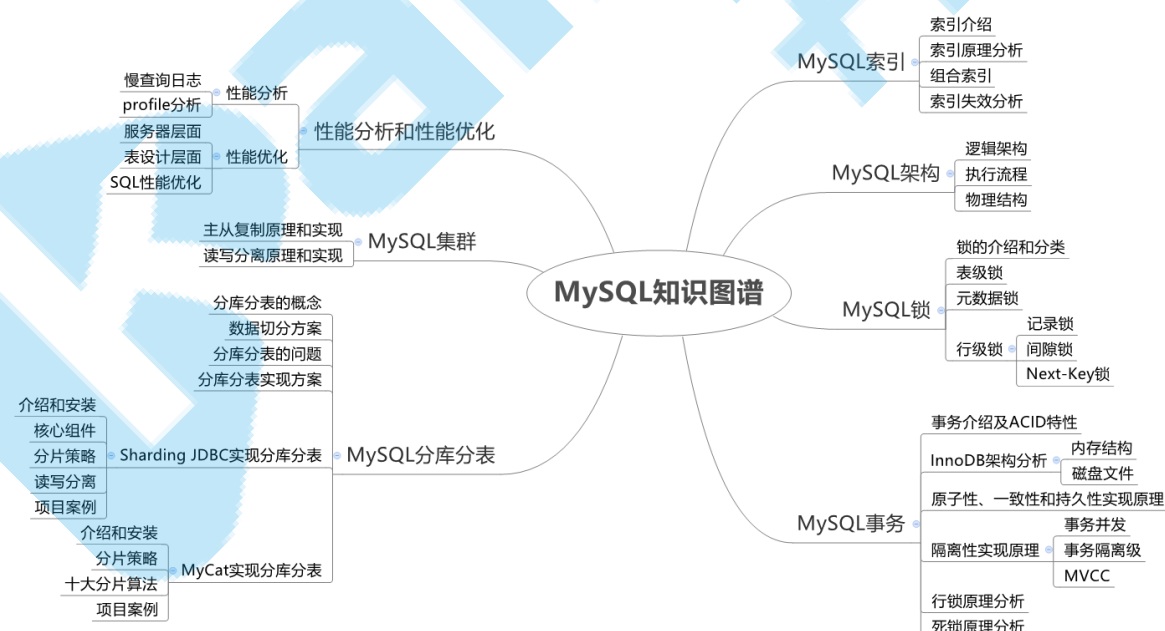 MySQL知识图谱
MySQL索引
索引介绍
索引原理分析
组合索引
索引失效分析
MySQL架构
逻辑架构
执行流程
物理结构
MySQL锁
锁的介绍和分类
表级锁
元数据锁
行级锁
记录锁
间隙锁
Next-Key锁
MySQL事务
事务介绍及ACID特性
InnoDB架构分析
内存结构
磁盘文件
原子性、一致性和持久性实现原理
隔离性实现原理
事务并发
事务隔离级
MVCC
行锁原理分析
死锁原理分析
性能分析和性能优化
性能分析
慢查询日志
profile分析
性能优化
服务器层面
表设计层面
SQL性能优化
MySQL集群
主从复制原理和实现
读写分离原理和实现
MySQL分库分表
分库分表的概念
数据切分方案
分库分表的问题
分库分表实现方案
Sharding JDBC实现分库分表
介绍和安装
核心组件
分片策略
读写分离
项目案例
MyCat实现分库分表
介绍和安装
分片策略
十大分片算法
项目案例